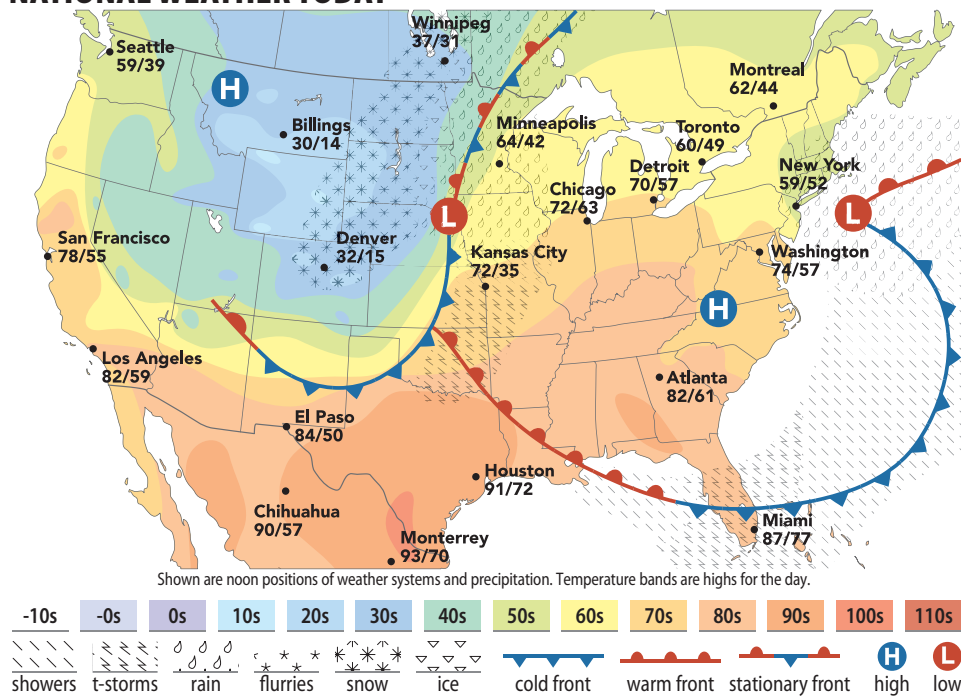 NATIONAL WEATHER TODAY
Winnipeg
37/31
Seattle
59/39
H
Montreal
62/44
Billings
30/14
Minneapolis
64/42
Toronto
60/49
Detroit
70/57
New York
59/52
Chicago
72/63
L
L
San Francisco
78/55
Denver
32/15
Kansas City
72/35
Washington
74/57
H
Los Angeles
82/59
Atlanta
82/61
El Paso
84/50
Houston
91/72
Chihuahua
90/57
Miami
87/77
Monterrey
93/70
Shown are noon positions of weather systems and precipitation. Temperature bands are highs for the day.
-10s -0s 0s 10s 20s 30s 40s 50s 60s 70s 80s 90s 100s 110s
H L
showers t-storms rain flurries snow ice cold front warm front stationary front high low